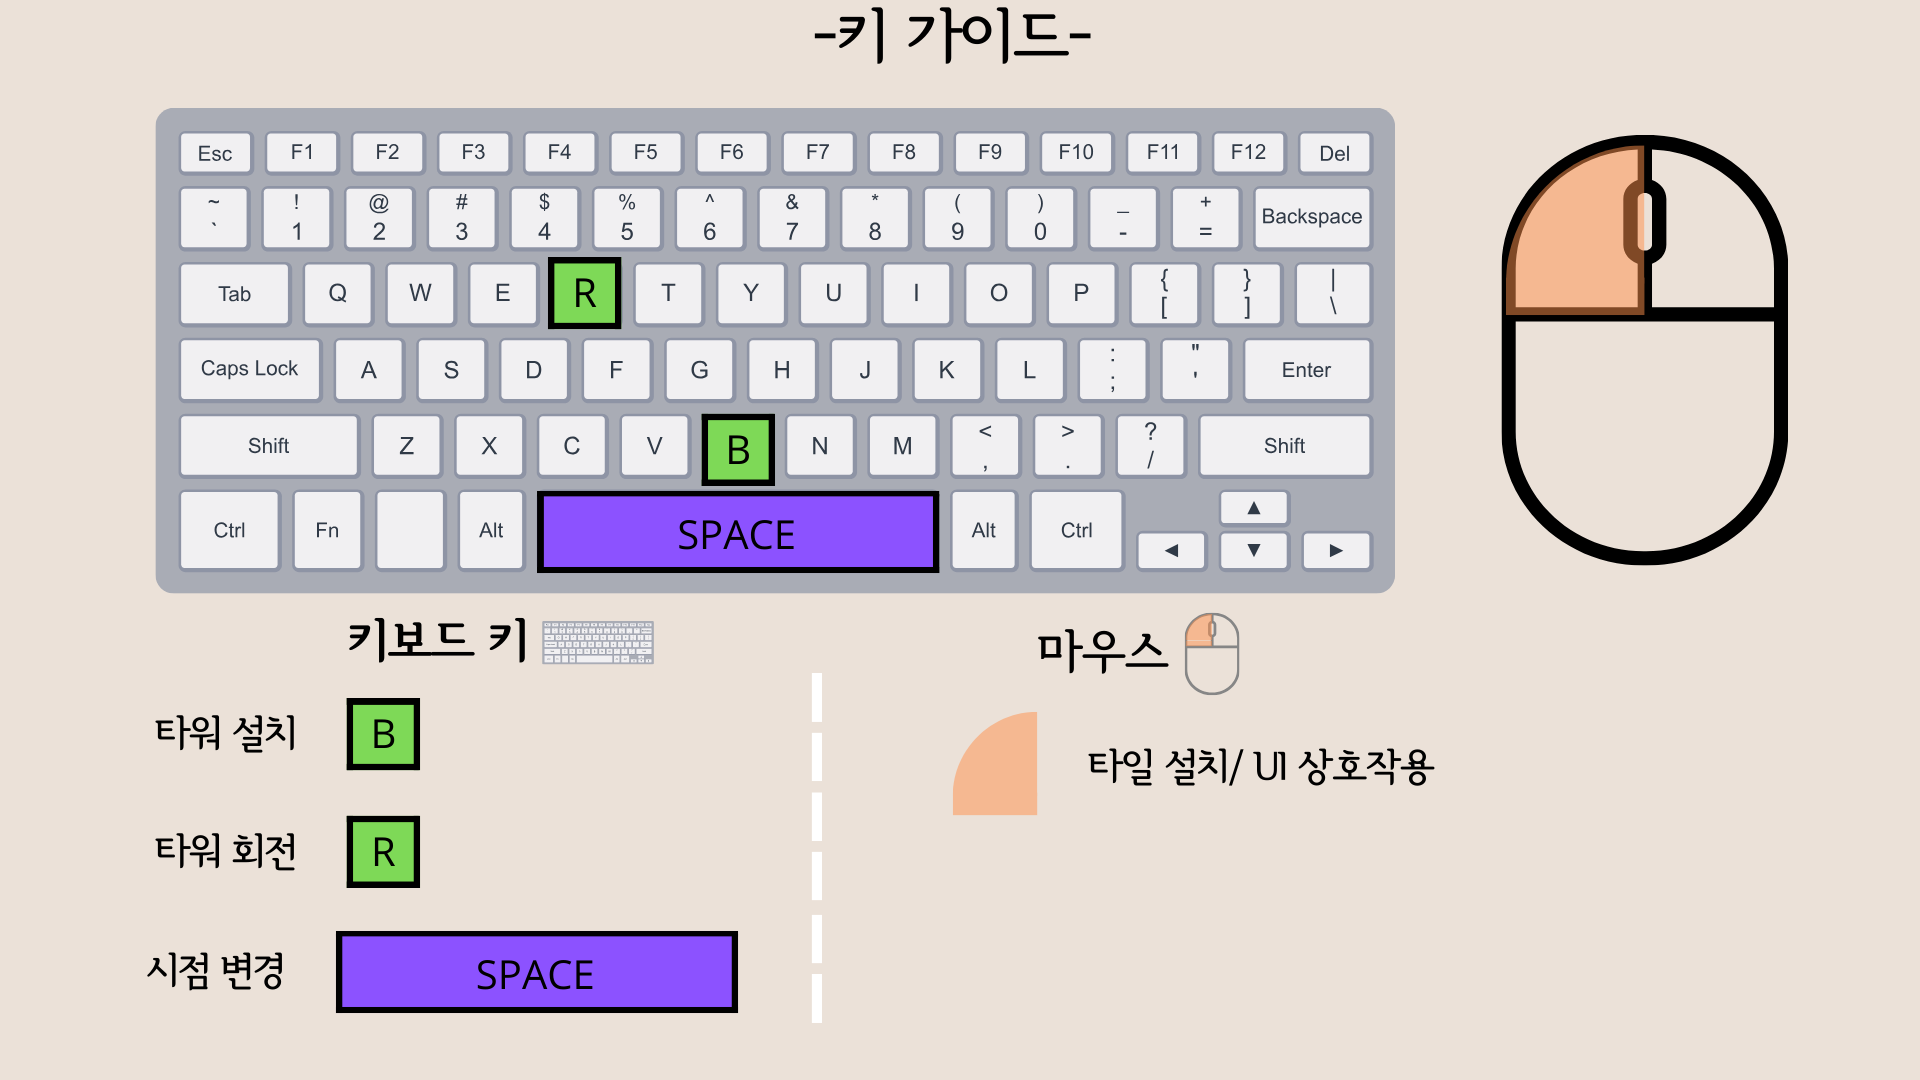 -키 가이드-
Esc F1 F2 F3 F4 F5 F6 F7 F8 F9 F10 F11 F12 Del
~ ! @ # $ % ^ & * ( ) _ + Backspace
` 1 2 3 4 5 6 7 8 9 0 - =
Tab Q W E R T Y U I O P { } |
[ ] \
Caps Lock A S D F G H J K L : " Enter
; '
Shift Z X C V B N M < > ? Shift
, . /
Ctrl Fn Alt SPACE Alt Ctrl ▲
◀ ▼ ▶
키보드 키
마우스
타워 설치 B
타일 설치/ UI 상호작용
타워 회전 R
시점 변경 SPACE